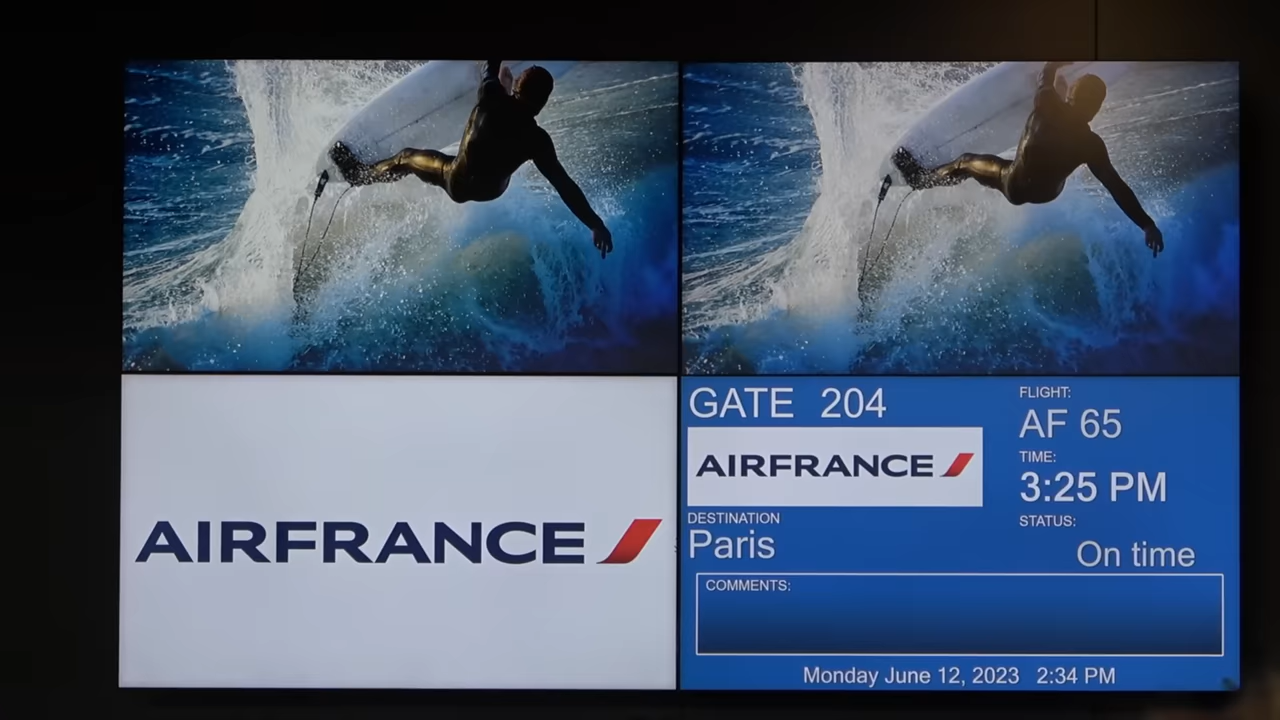 AIRFRANCE
GATE 204
AIRFRANCE
DESTINATION
Paris
FLIGHT:
AF 65
TIME:
3:25 PM
STATUS:
On time
COMMENTS:
Monday June 12, 2023 2:34 PM